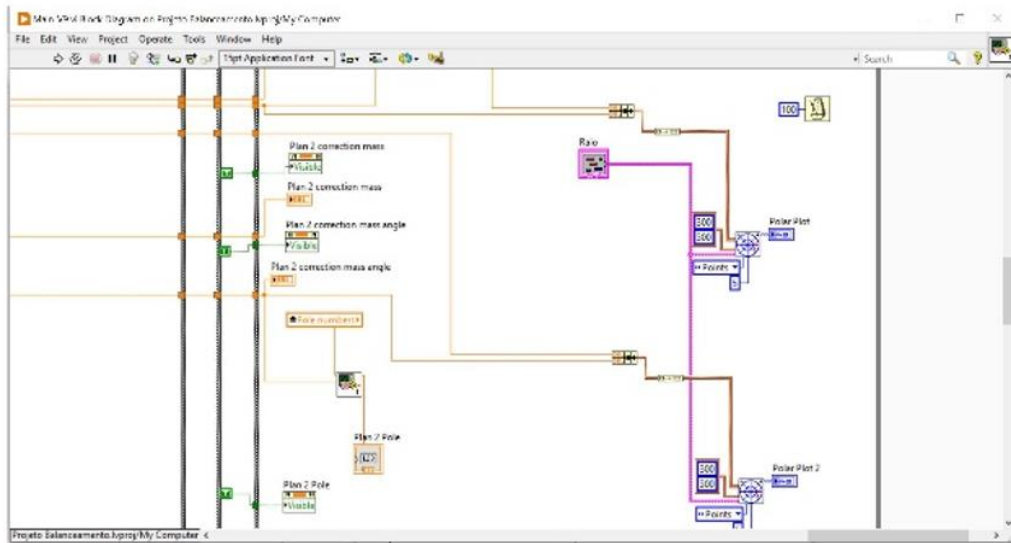 Main V9.vi Block Diagram on Projeto Balanceamento.lvproj/My Computer
File Edit View Project Operate Tools Window Help
15pt Application Font
Search
100
Plan 2 correction mass
Visible
Raio
Plan 2 correction mass
Polar Plot
300
300
Plan 2 correction mass angle
Visible
Points
Plan 2 correction mass angle
Plan 2 Pole
Polar Plot 2
300
300
Plan 2 Pole
Visible
Points
Projeto Balanceamento.lvproj/My Computer